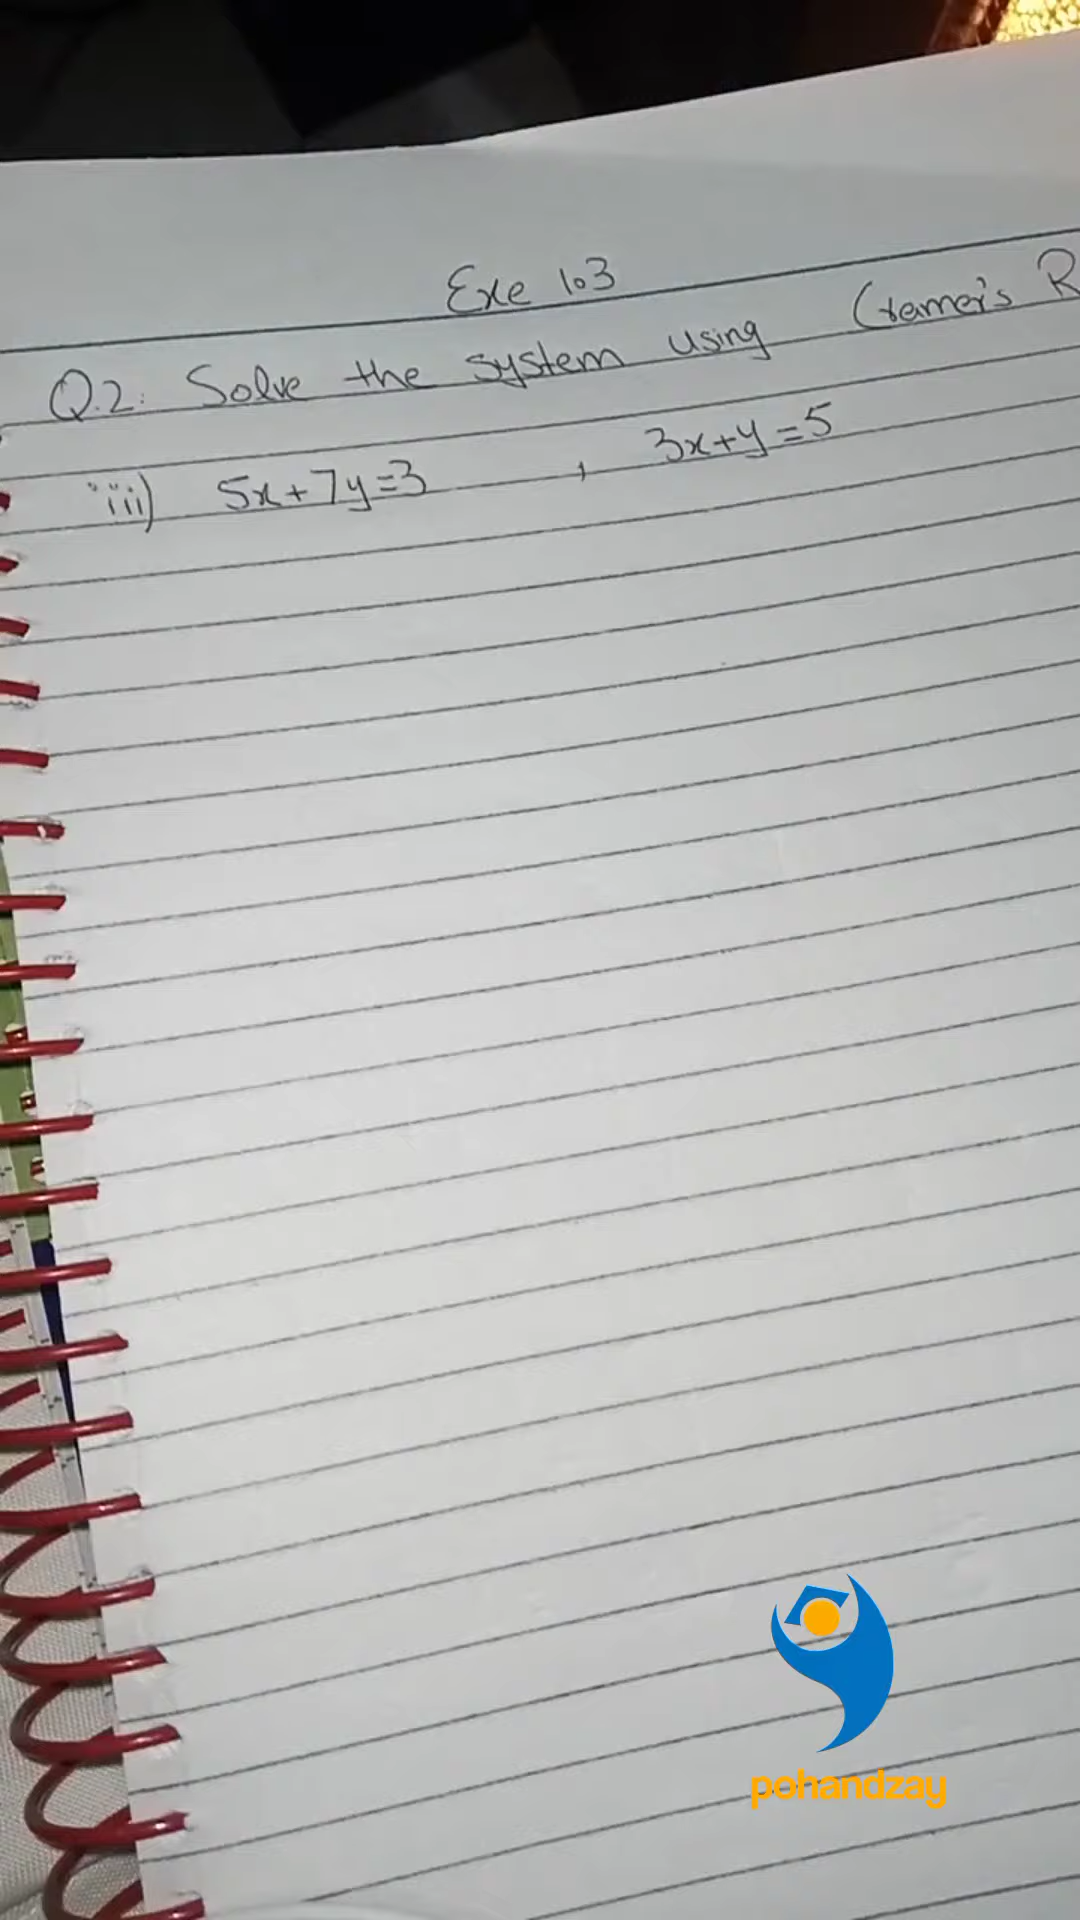 Exe 1.3
Q.2. Solve the system using Cramer's R
iii) 5x+7y=3 , 3x+y=5
pohandzay